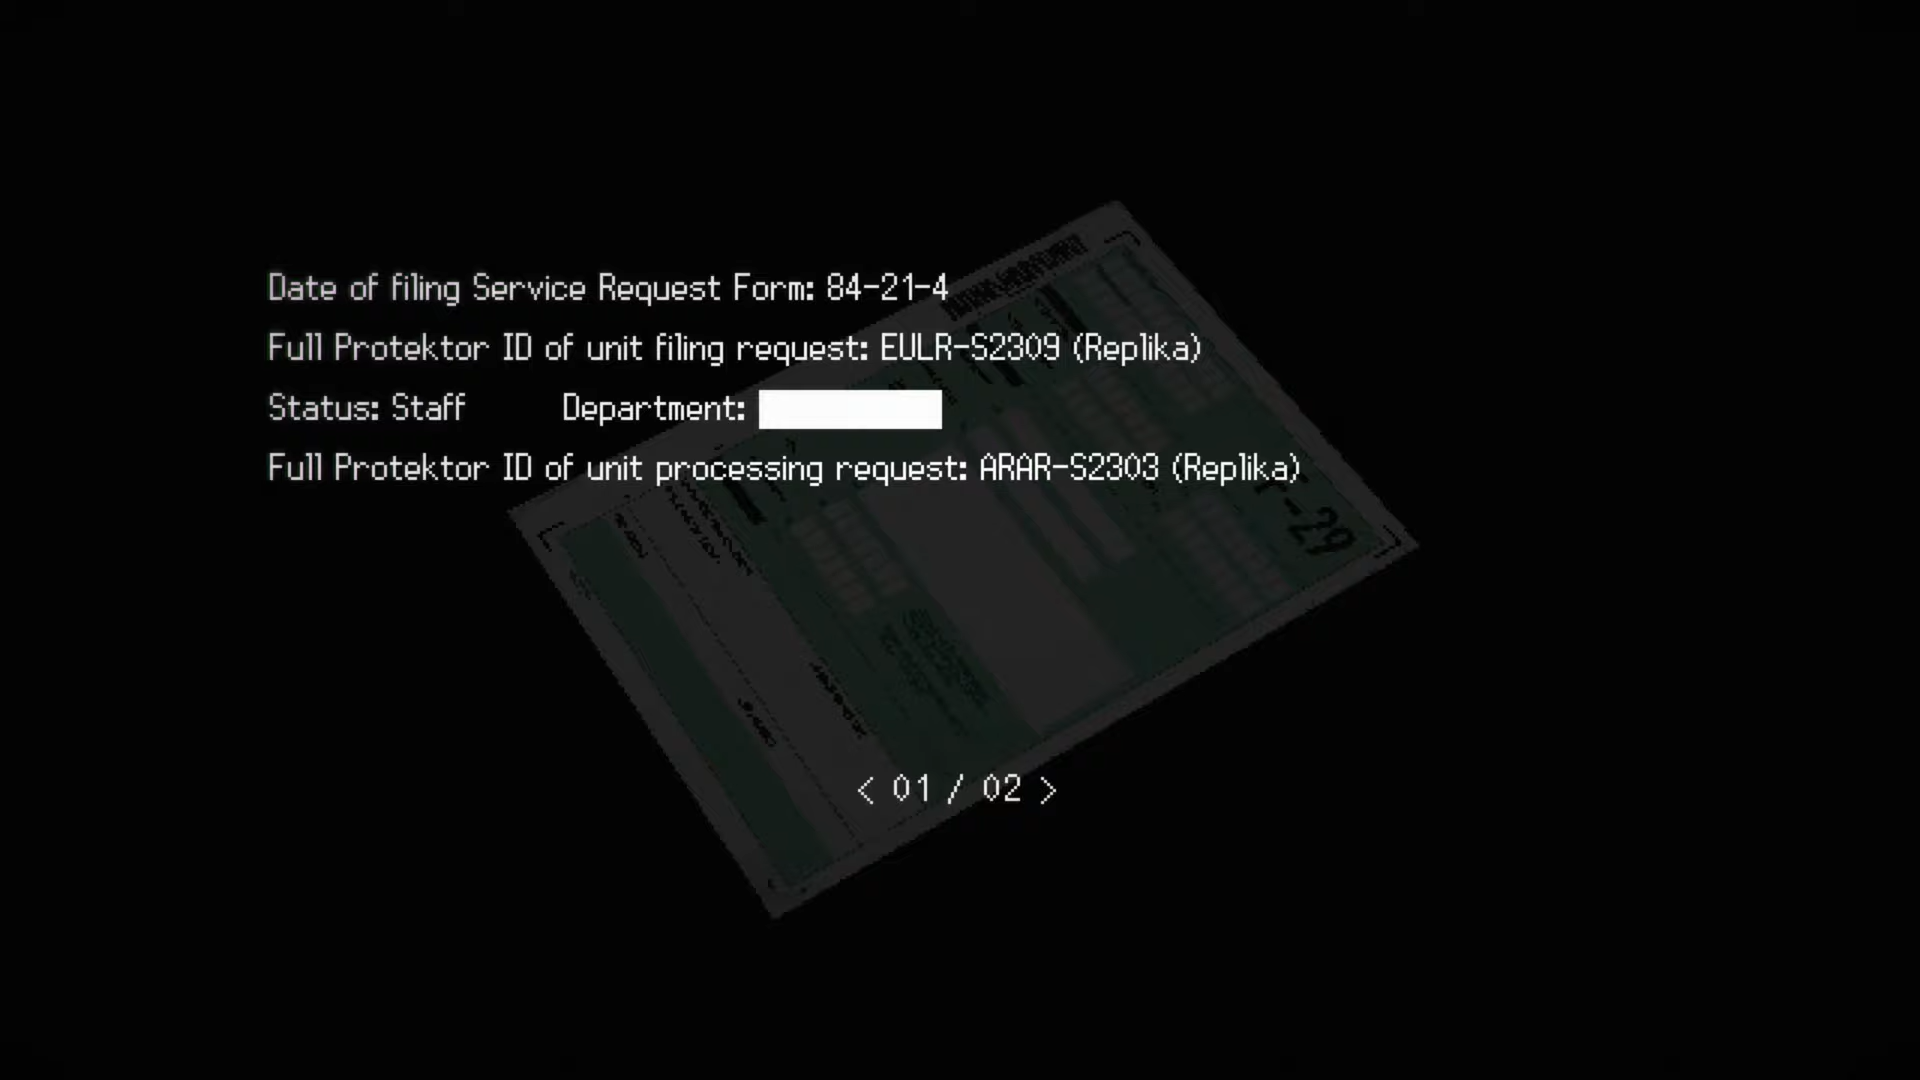 Date of filing Service Request Form: 84-21-4
Full Protektor ID of unit filing request: EULR-S2309 (Replika)
Status: Staff Department:
Full Protektor ID of unit processing request: ARAR-S2303 (Replika)
< 01 / 02 >